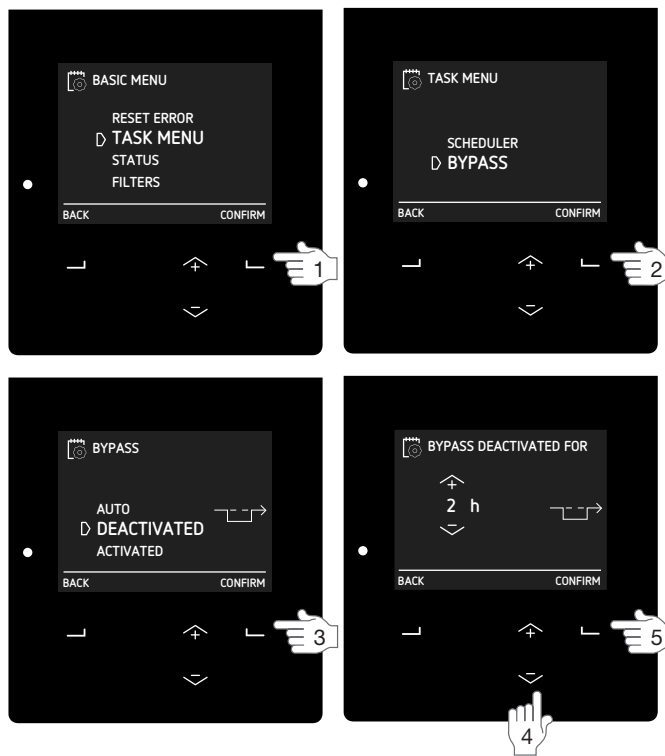 BASIC MENU
RESET ERROR
TASK MENU
STATUS
FILTERS
BACK CONFIRM
1
TASK MENU
SCHEDULER
BYPASS
BACK CONFIRM
2
BYPASS
AUTO
DEACTIVATED
ACTIVATED
BACK CONFIRM
3
BYPASS DEACTIVATED FOR
2 h
BACK CONFIRM
5
4